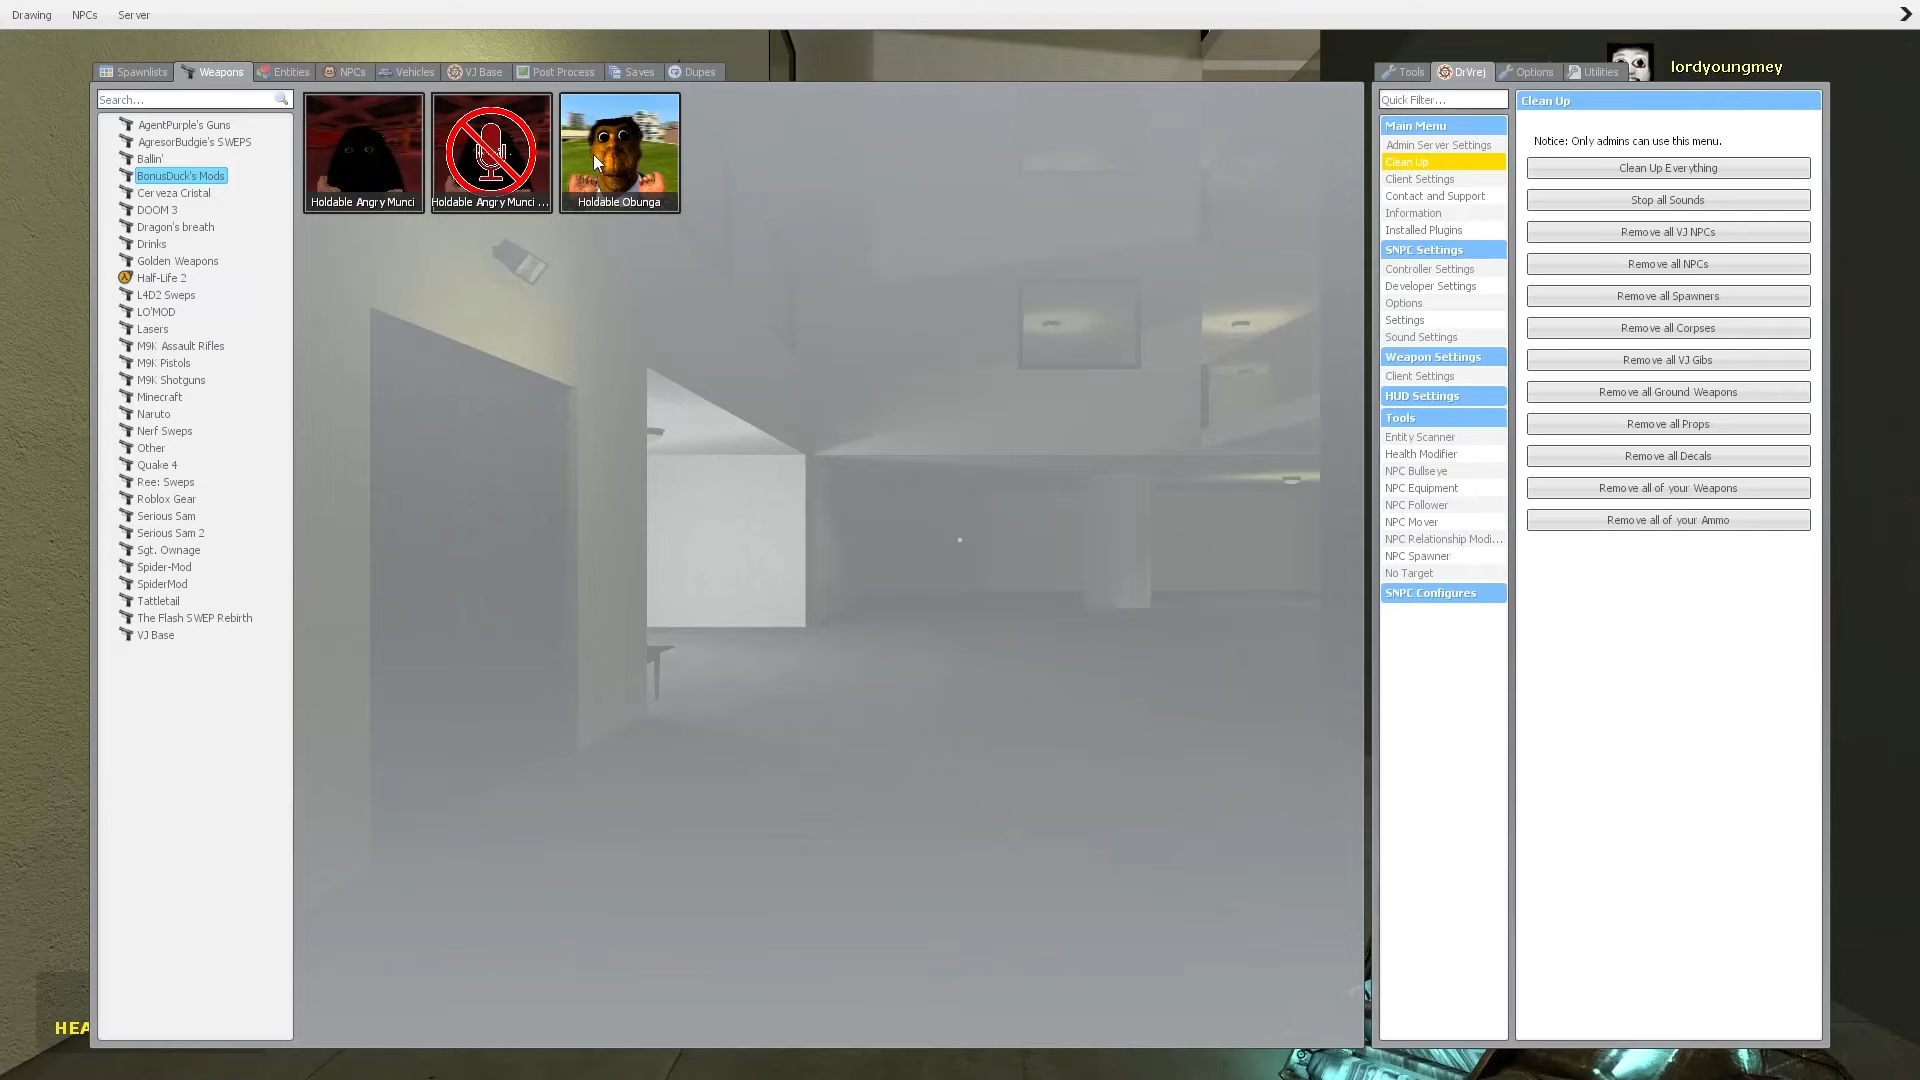 Drawing NPCs Server
lordyoungmey
Spawnlists Weapons Entities NPCs Vehicles VJ Base Post Process Saves Dupes
Tools DrVrej Options Utilities
Search...
AgentPurple's Guns
AgresorBudgie's SWEPS
Ballin'
BonusDuck's Mods
Cerveza Cristal
DOOM 3
Dragon's breath
Drinks
Golden Weapons
Half-Life 2
L4D2 Sweps
LO'MOD
Lasers
M9K Assault Rifles
M9K Pistols
M9K Shotguns
Minecraft
Naruto
Nerf Sweps
Other
Quake 4
Ree: Sweps
Roblox Gear
Serious Sam
Serious Sam 2
Sgt. Ownage
Spider-Mod
SpiderMod
Tattletail
The Flash SWEP Rebirth
VJ Base
Holdable Angry Munci
Holdable Angry Munci ...
Holdable Obunga
Quick Filter...
Main Menu
Admin Server Settings
Clean Up
Client Settings
Contact and Support
Information
Installed Plugins
SNPC Settings
Controller Settings
Developer Settings
Options
Settings
Sound Settings
Weapon Settings
Client Settings
HUD Settings
Tools
Entity Scanner
Health Modifier
NPC Bullseye
NPC Equipment
NPC Follower
NPC Mover
NPC Relationship Modi...
NPC Spawner
No Target
SNPC Configures
Clean Up
Notice: Only admins can use this menu.
Clean Up Everything
Stop all Sounds
Remove all VJ NPCs
Remove all NPCs
Remove all Spawners
Remove all Corpses
Remove all VJ Gibs
Remove all Ground Weapons
Remove all Props
Remove all Decals
Remove all of your Weapons
Remove all of your Ammo
HEA